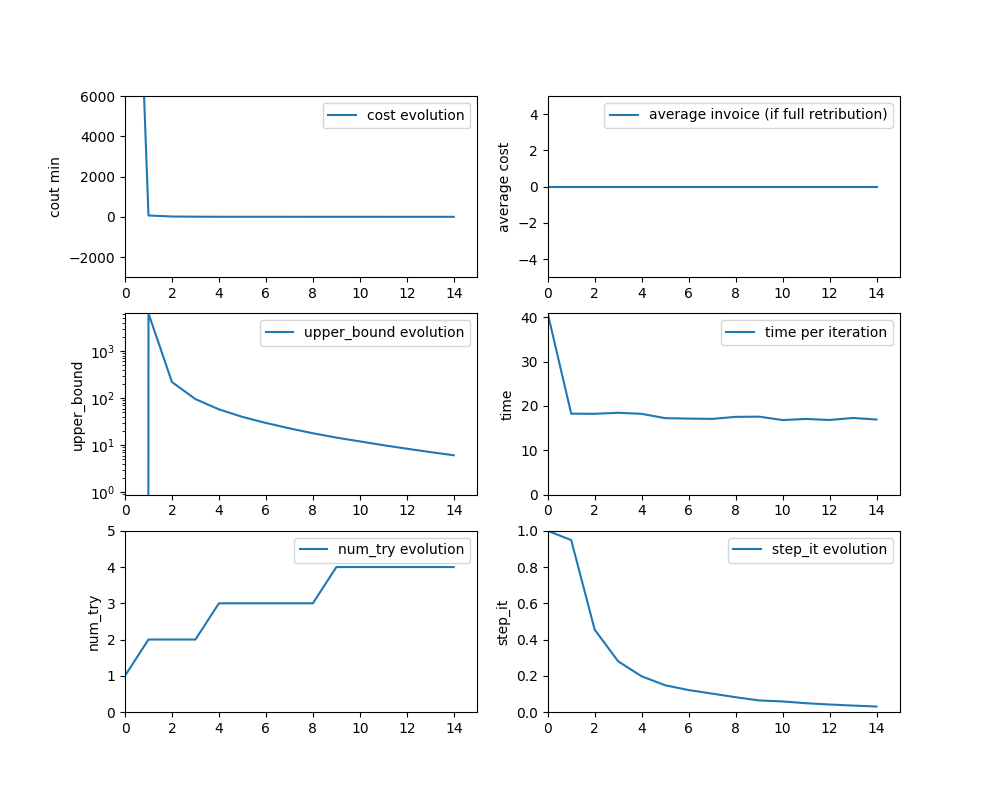 cost evolution
cout min
6000
4000
2000
0
−2000
0 2 4 6 8 10 12 14
average invoice (if full retribution)
average cost
4
2
0
−2
−4
0 2 4 6 8 10 12 14
upper_bound evolution
upper_bound
10³
10²
10¹
10⁰
0 2 4 6 8 10 12 14
time per iteration
time
40
30
20
10
0
0 2 4 6 8 10 12 14
num_try evolution
num_try
5
4
3
2
1
0
0 2 4 6 8 10 12 14
step_it evolution
step_it
1.0
0.8
0.6
0.4
0.2
0.0
0 2 4 6 8 10 12 14